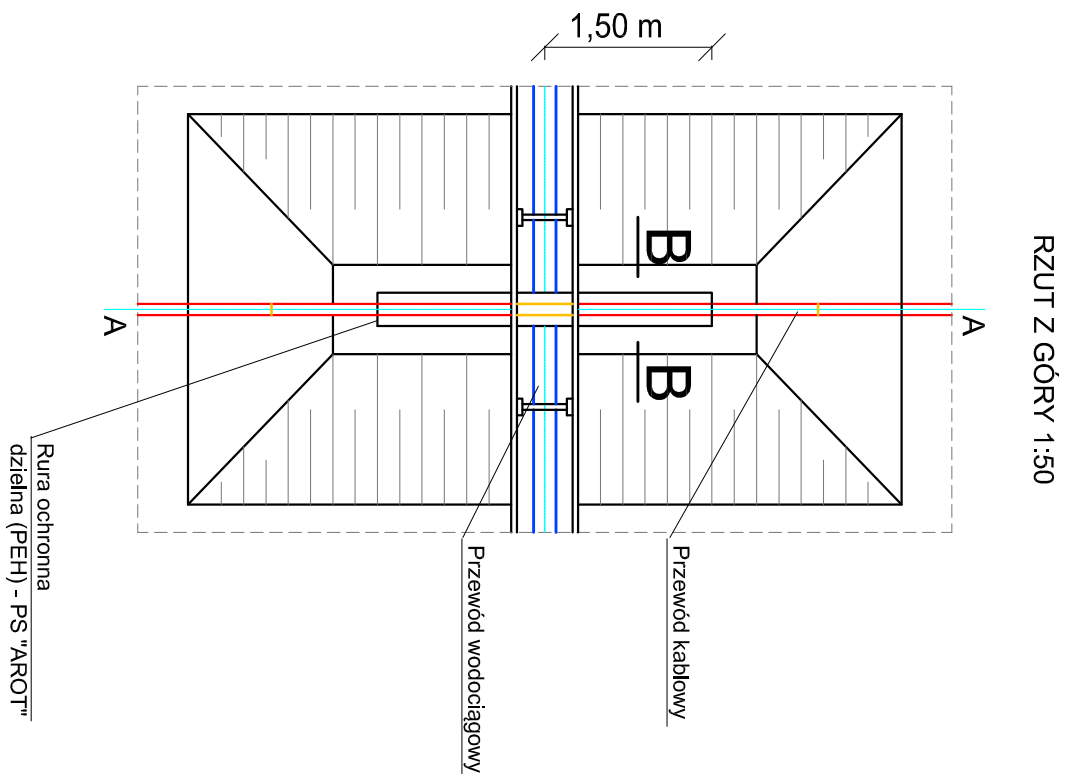 RZUT Z GÓRY 1:50
1,50 m
B
B
A
A
Przewód kablowy
Przewód wodociągowy
Rura ochronna
dzielna (PEH) - PS "AROT"